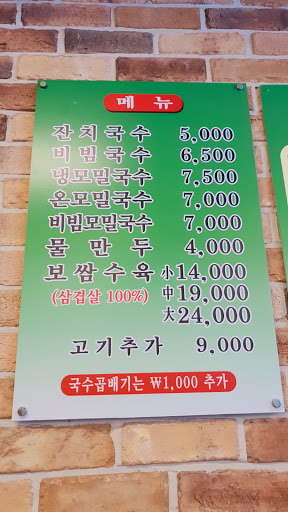 메뉴
잔치국수 5,000
비빔국수 6,500
냉모밀국수 7,500
온모밀국수 7,000
비빔모밀국수 7,000
물만두 4,000
보쌈수육 小14,000
(삼겹살 100%) 中19,000
大24,000
고기추가 9,000
국수곱배기는 ₩1,000 추가